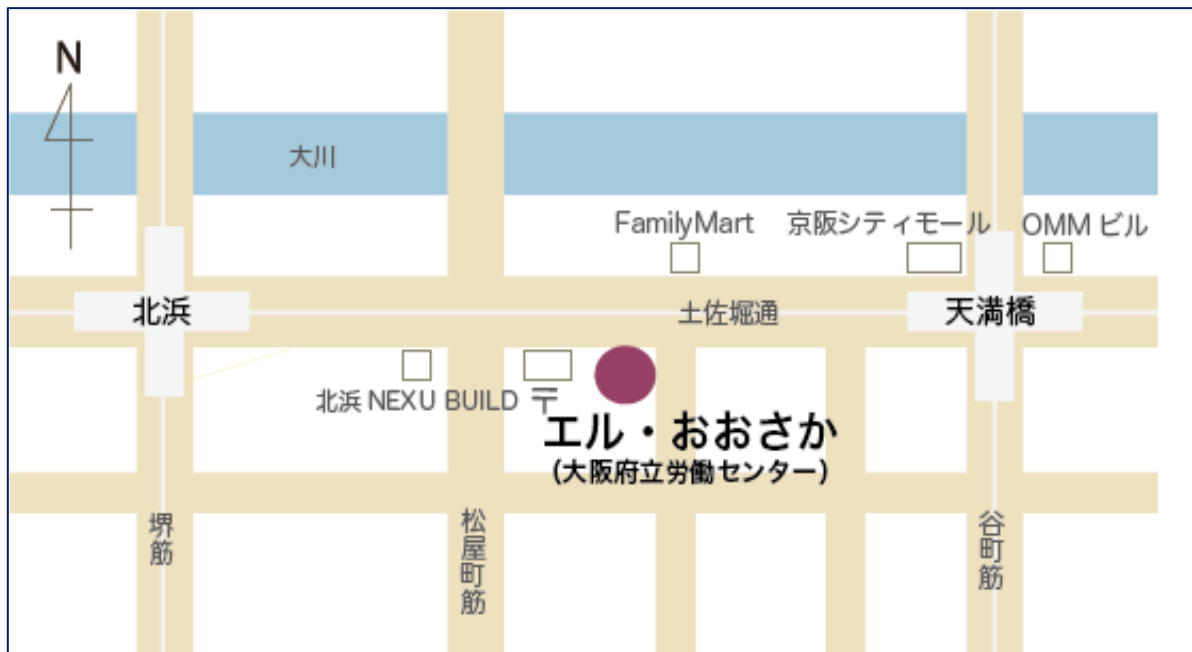 N
大川
FamilyMart
京阪シティモール
OMM ビル
北浜
土佐堀通
天満橋
北浜 NEXU BUILD
〒
エル・おおさか
(大阪府立労働センター)
堺筋
松屋町筋
谷町筋